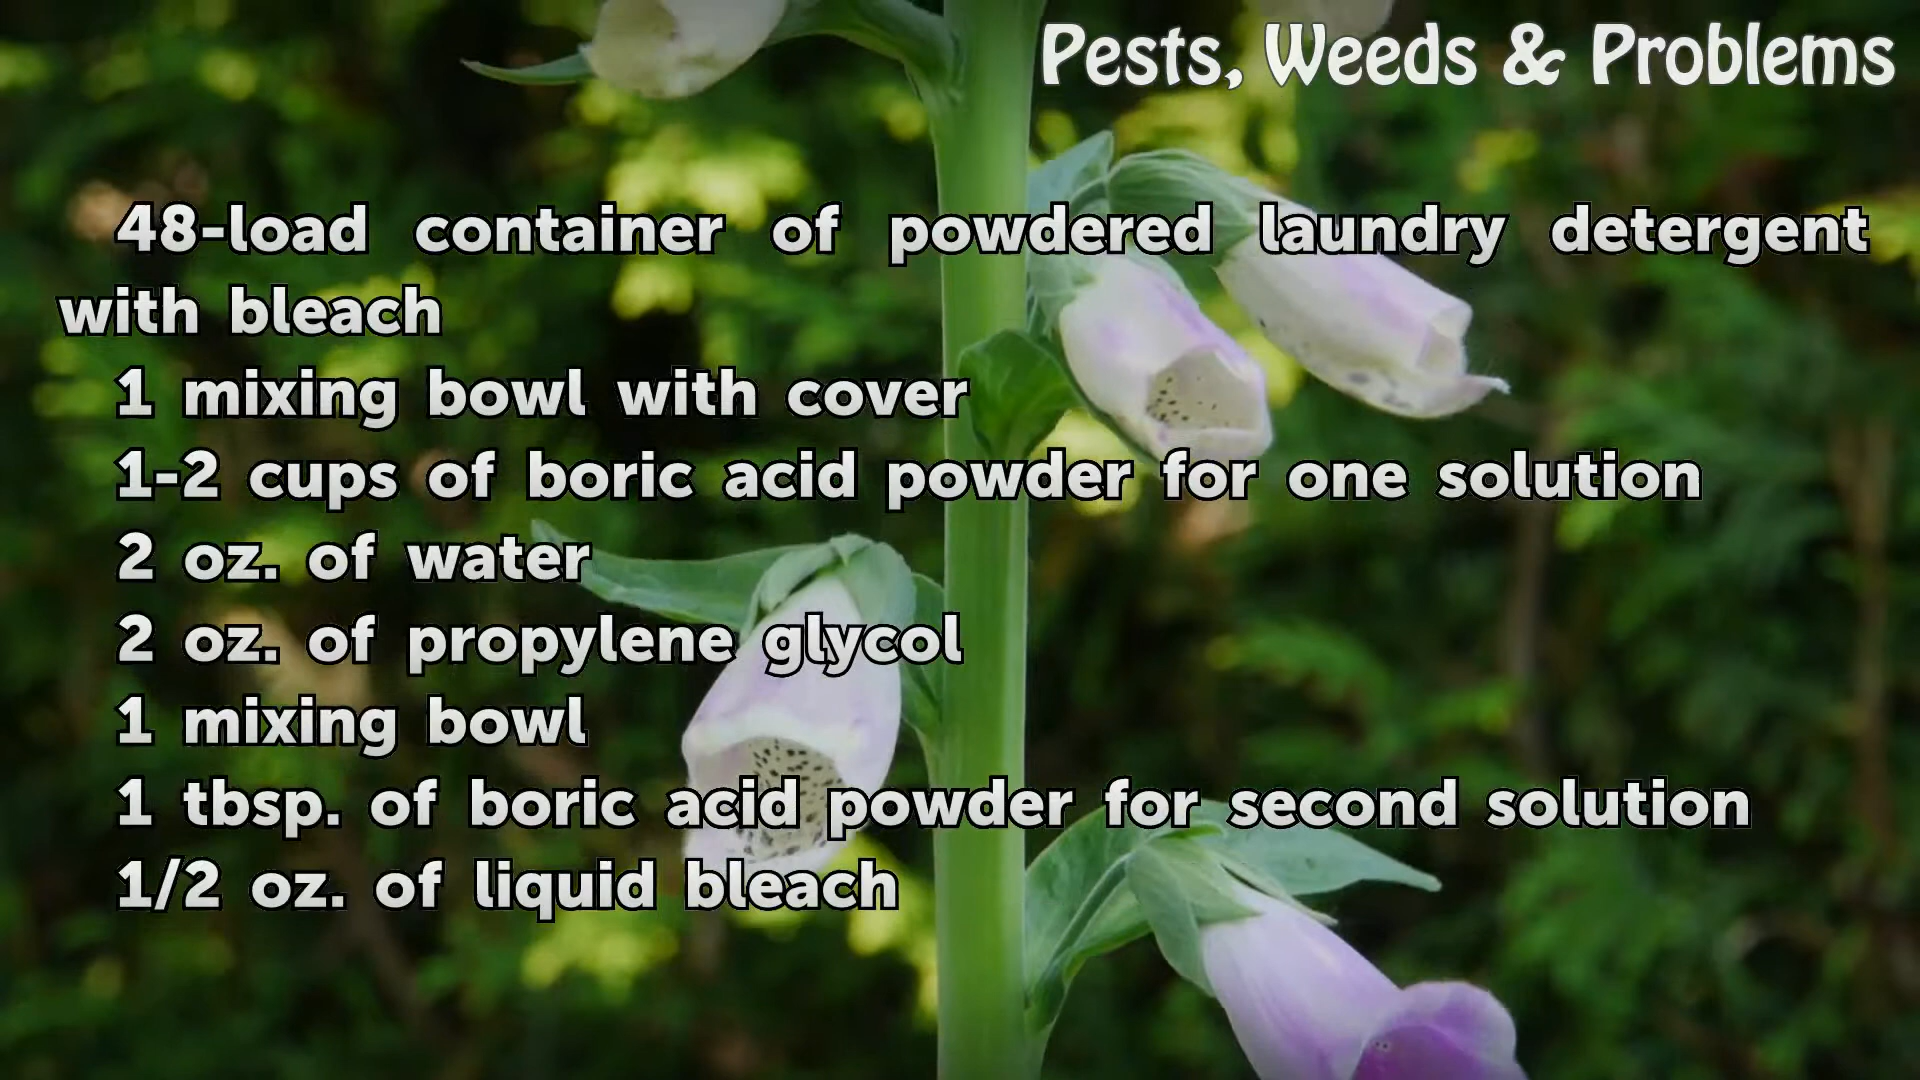 Pests, Weeds & Problems
48-load container of powdered laundry detergent
with bleach
1 mixing bowl with cover
1-2 cups of boric acid powder for one solution
2 oz. of water
2 oz. of propylene glycol
1 mixing bowl
1 tbsp. of boric acid powder for second solution
1/2 oz. of liquid bleach